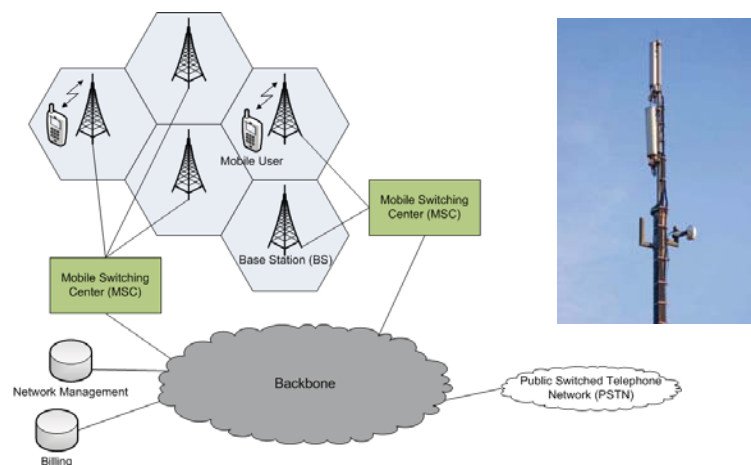 Mobile User
Mobile Switching
Center (MSC)
Base Station (BS)
Mobile Switching
Center (MSC)
Backbone
Network Management
Public Switched Telephone
Network (PSTN)
Billing